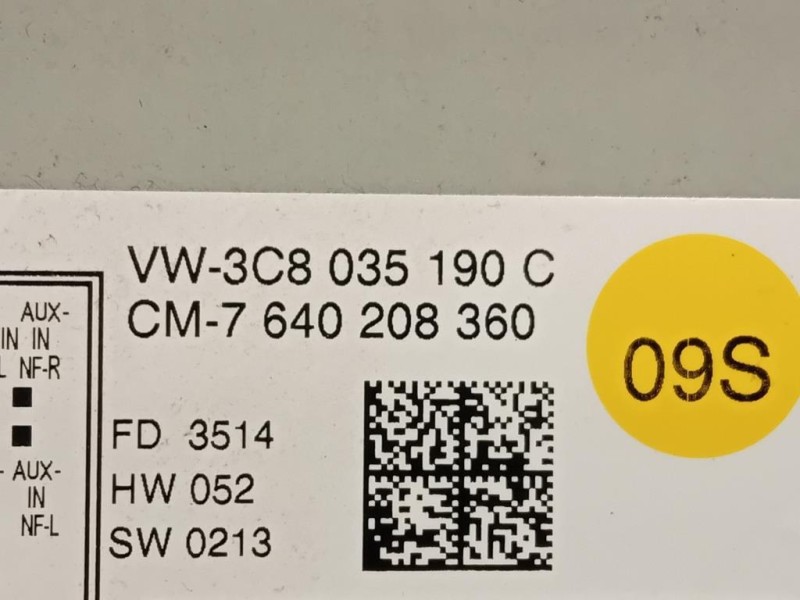 VW-3C8 035 190 C
CM-7 640 208 360
09S
AUX-
IN IN
L NF-R
FD 3514
HW 052
SW 0213
- AUX-
IN
NF-L